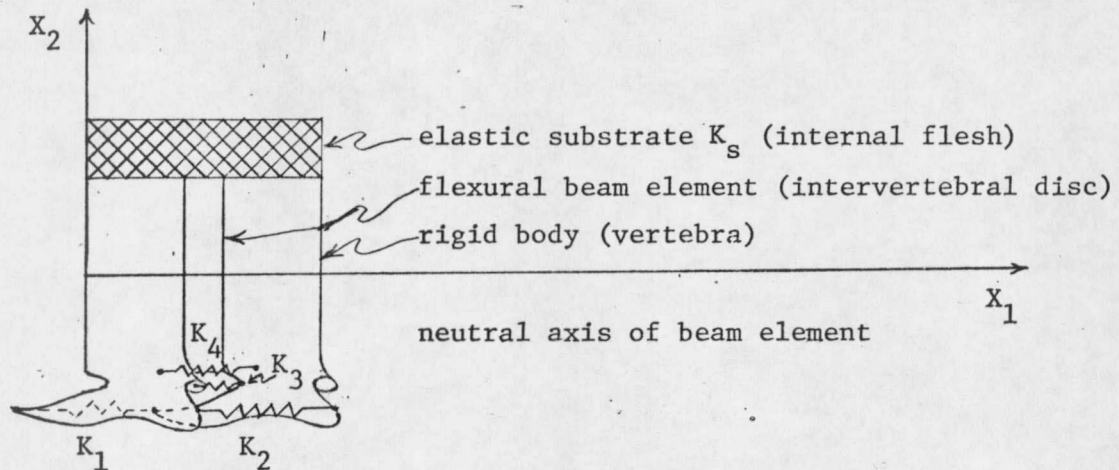 X2
elastic substrate Ks (internal flesh)
flexural beam element (intervertebral disc)
rigid body (vertebra)
X1
neutral axis of beam element
K4
K3
K1
K2